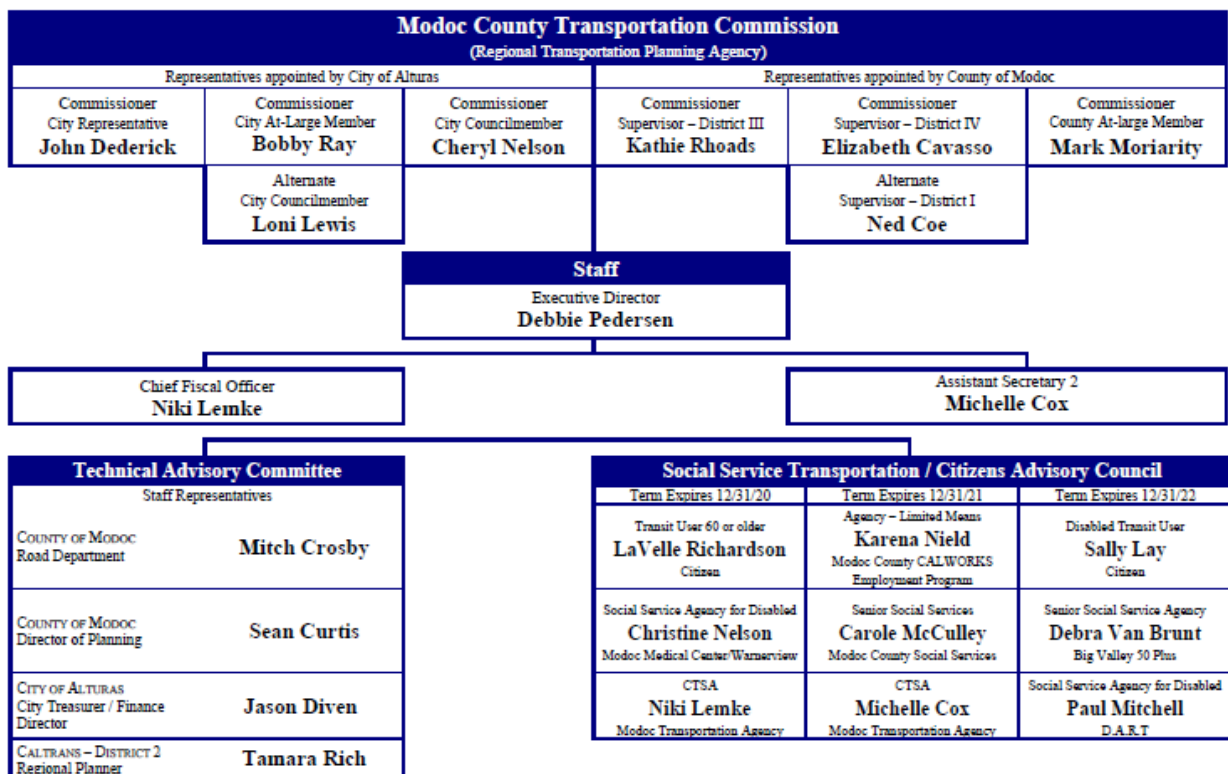 Modoc County Transportation Commission
(Regional Transportation Planning Agency)
Representatives appointed by City of Alturas
Representatives appointed by County of Modoc
Commissioner
City Representative
John Dederick
Commissioner
City At-Large Member
Bobby Ray
Commissioner
City Councilmember
Cheryl Nelson
Commissioner
Supervisor – District III
Kathie Rhoads
Commissioner
Supervisor – District IV
Elizabeth Cavasso
Commissioner
County At-large Member
Mark Moriarity
Alternate
City Councilmember
Loni Lewis
Alternate
Supervisor – District I
Ned Coe
Staff
Executive Director
Debbie Pedersen
Chief Fiscal Officer
Niki Lemke
Assistant Secretary 2
Michelle Cox
Technical Advisory Committee
Staff Representatives
COUNTY OF MODOC
Road Department
Mitch Crosby
COUNTY OF MODOC
Director of Planning
Sean Curtis
CITY OF ALTURAS
City Treasurer / Finance
Director
Jason Diven
CALTRANS – DISTRICT 2
Regional Planner
Tamara Rich
Social Service Transportation / Citizens Advisory Council
Term Expires 12/31/20
Term Expires 12/31/21
Term Expires 12/31/22
Transit User 60 or older
LaVelle Richardson
Citizen
Agency – Limited Means
Karena Nield
Modoc County CALWORKS
Employment Program
Disabled Transit User
Sally Lay
Citizen
Social Service Agency for Disabled
Christine Nelson
Modoc Medical Center/Warnerview
Senior Social Services
Carole McCulley
Modoc County Social Services
Senior Social Service Agency
Debra Van Brunt
Big Valley 50 Plus
CTSA
Niki Lemke
Modoc Transportation Agency
CTSA
Michelle Cox
Modoc Transportation Agency
Social Service Agency for Disabled
Paul Mitchell
D.A.R.T